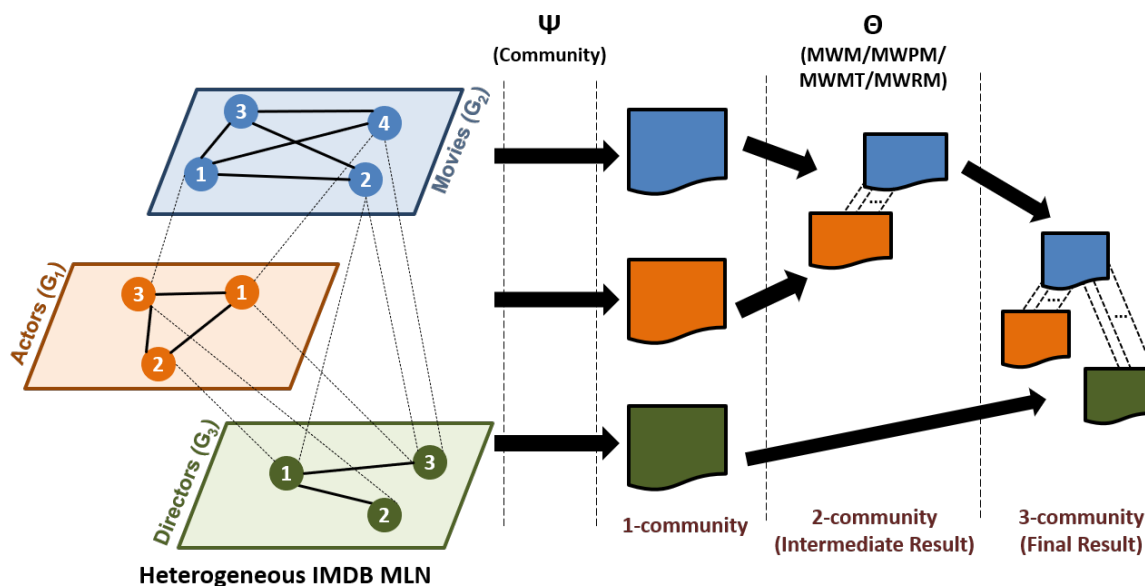 Ψ
(Community)
Θ
(MWM/MWPM/
MWMT/MWRM)
Movies (G₂)
3
4
1
2
Actors (G₁)
3
1
2
Directors (G₃)
1
3
2
...
...
...
1-community
2-community
(Intermediate Result)
3-community
(Final Result)
Heterogeneous IMDB MLN